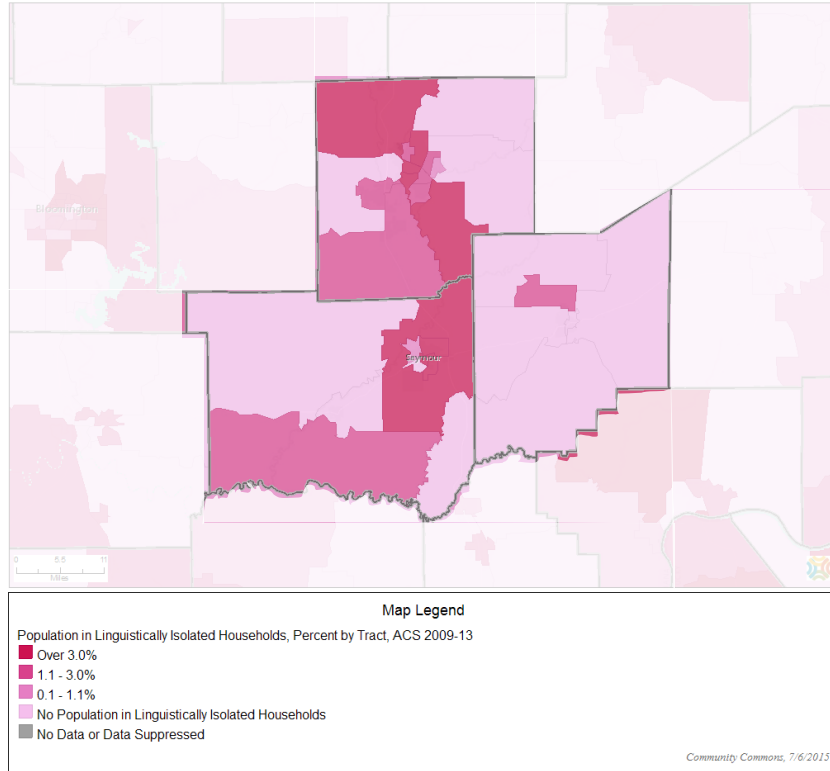 Bloomington
Seymour
0 5.5 11
Miles
Map Legend
Population in Linguistically Isolated Households, Percent by Tract, ACS 2009-13
Over 3.0%
1.1 - 3.0%
0.1 - 1.1%
No Population in Linguistically Isolated Households
No Data or Data Suppressed
Community Commons, 7/6/2015